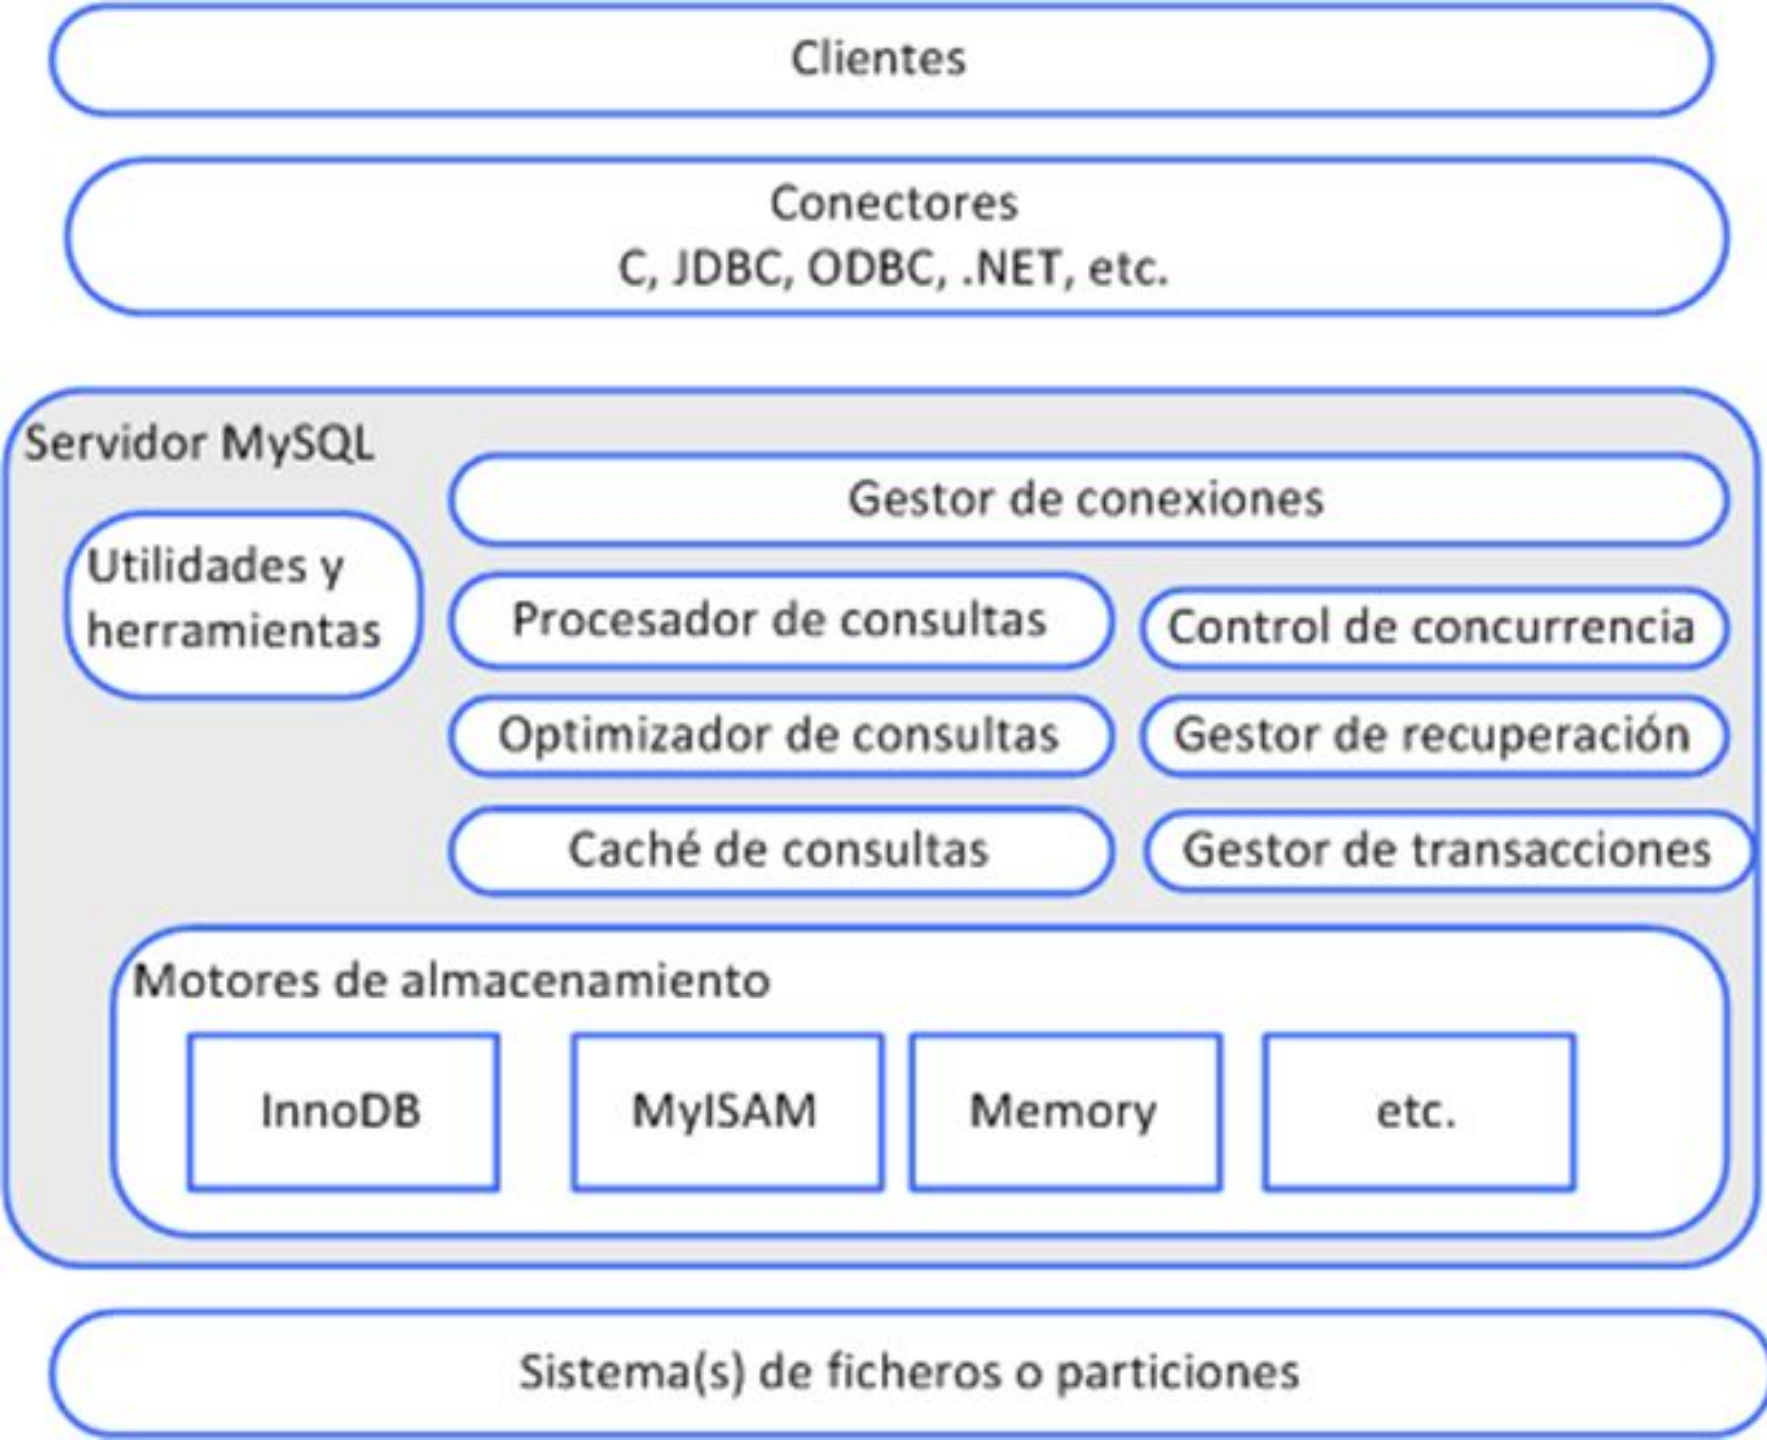 Clientes
Conectores
C, JDBC, ODBC, .NET, etc.
Servidor MySQL
Gestor de conexiones
Utilidades y
herramientas
Procesador de consultas
Control de concurrencia
Optimizador de consultas
Gestor de recuperación
Caché de consultas
Gestor de transacciones
Motores de almacenamiento
InnoDB
MyISAM
Memory
etc.
Sistema(s) de ficheros o particiones